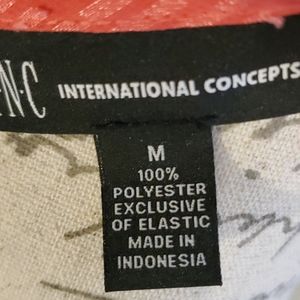 I·N·C INTERNATIONAL CONCEPTS
M
100%
POLYESTER
EXCLUSIVE
OF ELASTIC
MADE IN
INDONESIA